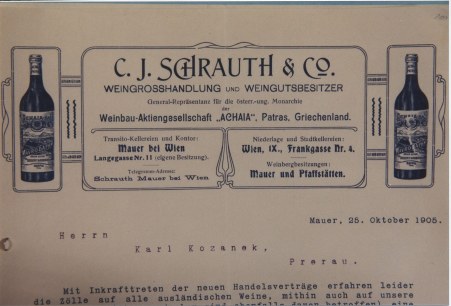 C. J. SCHRAUTH & CO.
WEINGROSSHANDLUNG UND WEINGUTSBESITZER
General-Repräsentanz für die österr.-ung. Monarchie
der
Weinbau-Aktiengesellschaft „ACHAIA“, Patras, Griechenland.
Transito-Kellereien und Kontor:
Mauer bei Wien
Langegasse Nr. 11 (eigene Besitzung).
Telegramm-Adresse:
Schrauth Mauer bei Wien
Niederlage und Stadtkellereien:
Wien, IX., Frankgasse Nr. 4.
Weinbergbesitzungen:
Mauer und Pfaffstätten.
Mauer, 25. Oktober 1905.
Herrn
Karl Kozanek,
Prerau.
Mit Inkrafttreten der neuen Handelsverträge erfahren leider
die Zölle auf alle ausländischen Weine, mithin auch auf unsere